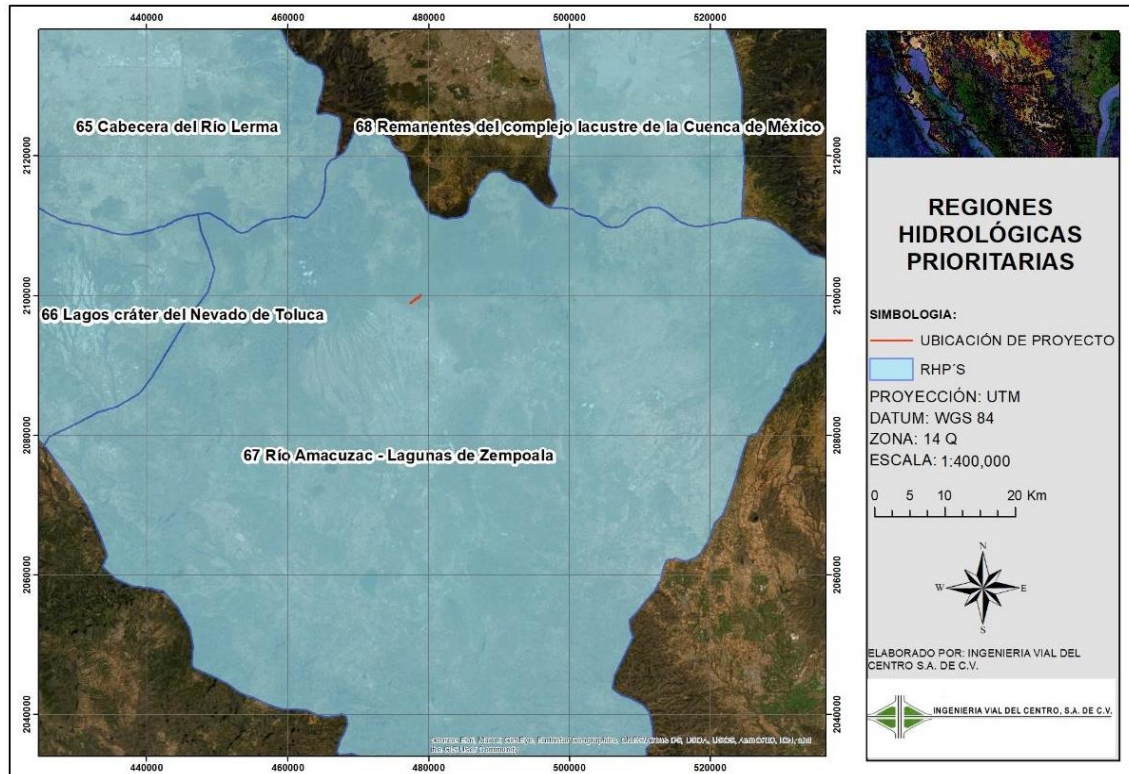 440000 460000 480000 500000 520000
2120000 2120000
2100000 2100000
2080000 2080000
2060000 2060000
2040000 2040000
65 Cabecera del Río Lerma
68 Remanentes del complejo lacustre de la Cuenca de México
66 Lagos cráter del Nevado de Toluca
67 Río Amacuzac - Lagunas de Zempoala
the GIS User Community
440000 460000 480000 500000 520000
REGIONES
HIDROLÓGICAS
PRIORITARIAS
SIMBOLOGIA:
UBICACIÓN DE PROYECTO
RHP´S
PROYECCIÓN: UTM
DATUM: WGS 84
ZONA: 14 Q
ESCALA: 1:400,000
0 5 10 20 Km
N
W E
S
ELABORADO POR: INGENIERIA VIAL DEL
CENTRO S.A. DE C.V.
INGENIERIA VIAL DEL CENTRO, S.A. DE C.V.